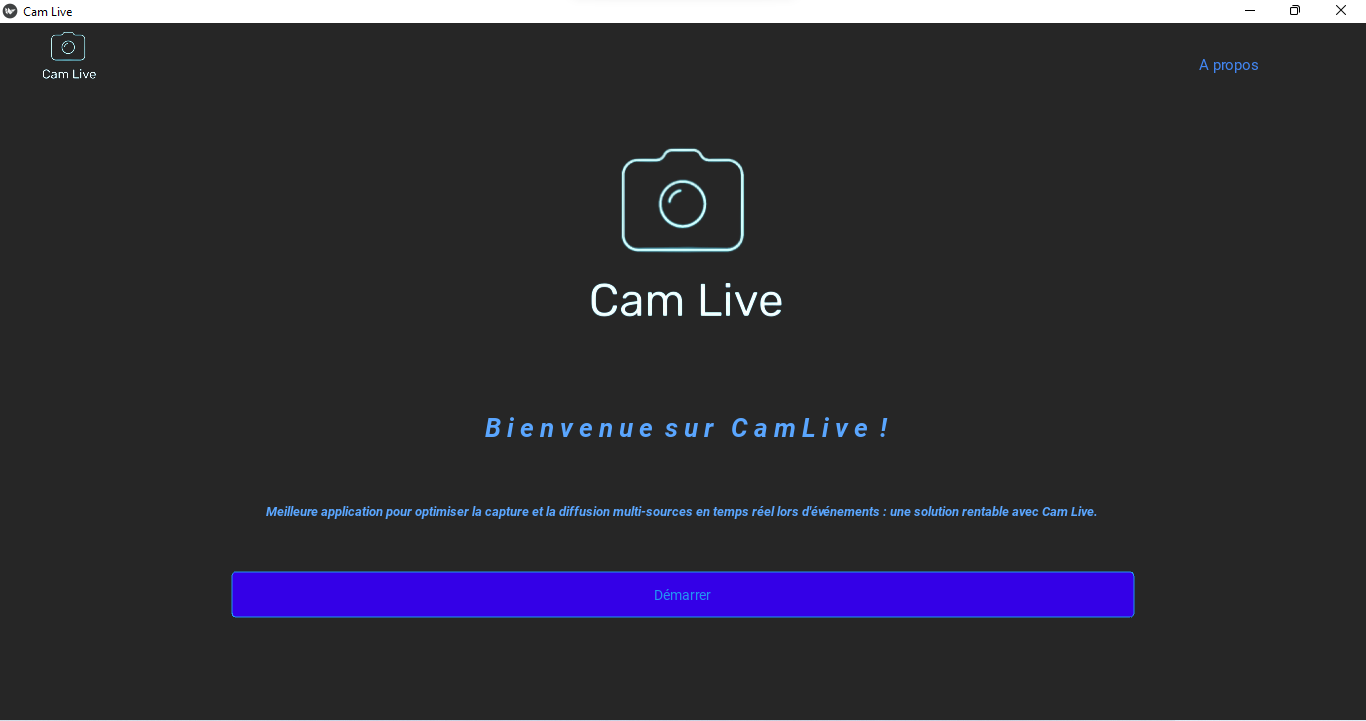 Cam Live
Cam Live
A propos
Cam Live
Bienvenue sur CamLive !
Meilleure application pour optimiser la capture et la diffusion multi-sources en temps réel lors d'événements : une solution rentable avec Cam Live.
Démarrer